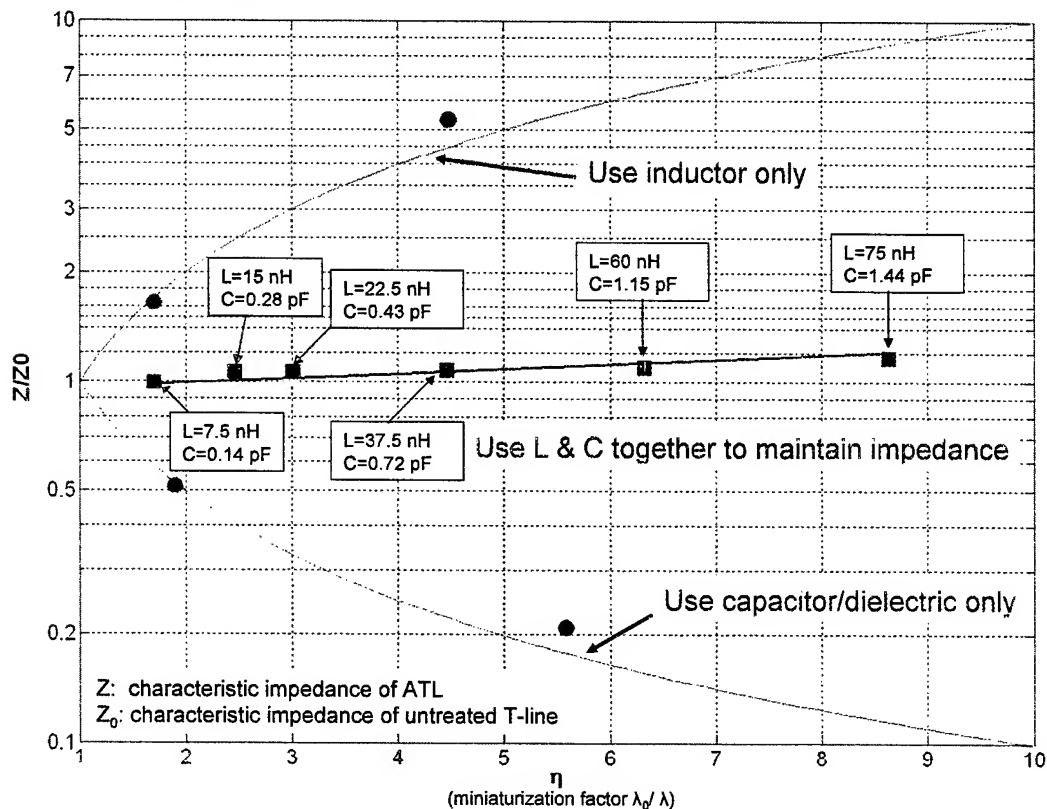 10
7
5
3
2
1
0.5
0.2
0.1
Z/Z0
Use inductor only
L=15 nH
C=0.28 pF
L=22.5 nH
C=0.43 pF
L=60 nH
C=1.15 pF
L=75 nH
C=1.44 pF
L=7.5 nH
C=0.14 pF
L=37.5 nH
C=0.72 pF
Use L & C together to maintain impedance
Use capacitor/dielectric only
Z: characteristic impedance of ATL
Z₀: characteristic impedance of untreated T-line
1 2 3 4 5 6 7 8 9 10
η
(miniaturization factor λ₀/ λ)